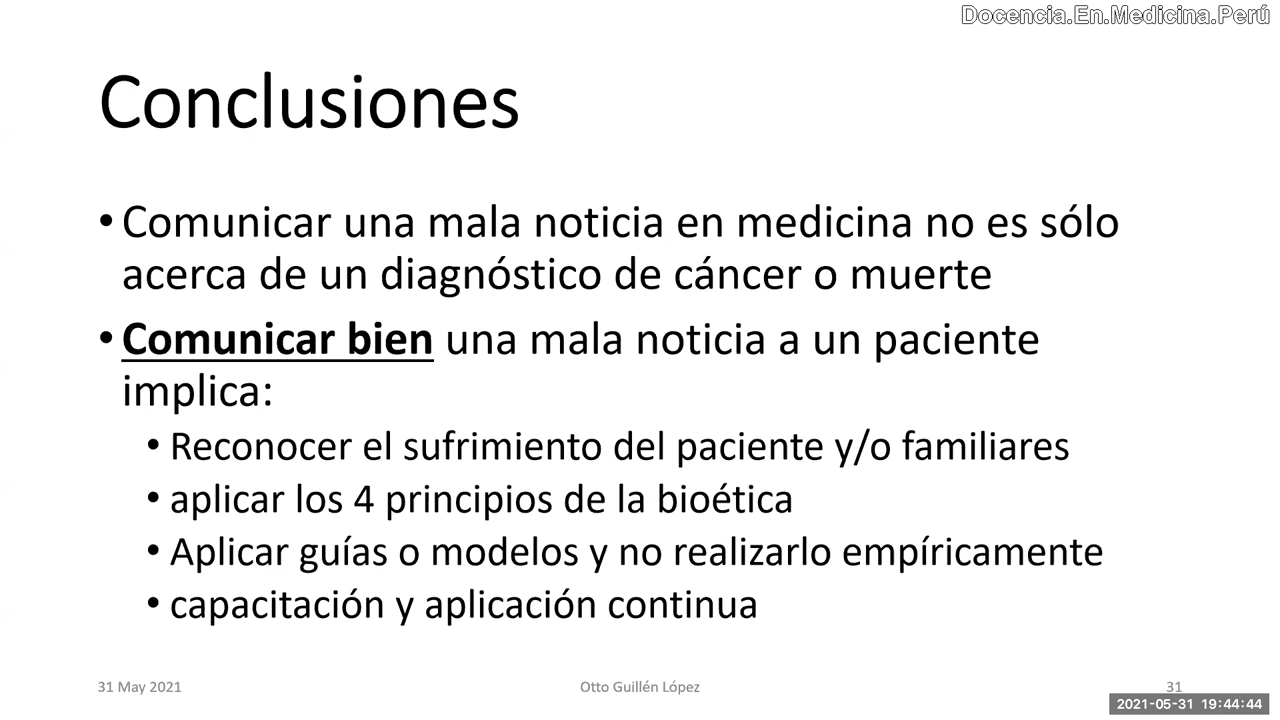 Docencia.En.Medicina.Perú
Conclusiones
• Comunicar una mala noticia en medicina no es sólo
acerca de un diagnóstico de cáncer o muerte
• Comunicar bien una mala noticia a un paciente
implica:
• Reconocer el sufrimiento del paciente y/o familiares
• aplicar los 4 principios de la bioética
• Aplicar guías o modelos y no realizarlo empíricamente
• capacitación y aplicación continua
31 May 2021 Otto Guillén López 31
2021-05-31 19:44:44